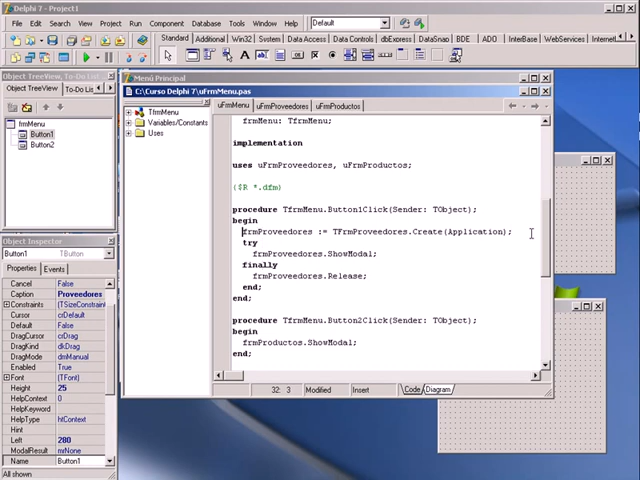 Delphi 7 - Project1
File Edit Search View Project Run Component Database Tools Window Help
Default
Standard Additional Win32 System Data Access Data Controls dbExpress DataSnap BDE ADO InterBase WebServices
Object TreeView, To-Do List
Object TreeView To-Do Lis
frmMenu
Button1
Button2
Object Inspector
Button1 TButton
Properties Events
Cancel False
Caption Proveedores
Constraints (TSizeConstraint
Cursor crDefault
Default False
DragCursor crDrag
DragKind dkDrag
DragMode dmManual
Enabled True
Font (TFont)
Height 25
HelpContext 0
HelpKeyword
HelpType htContext
Hint
Left 280
ModalResult mrNone
Name Button1
All shown
Menú Principal
C:\Curso Delphi 7\uFrmMenu.pas
TfrmMenu
Variables/Constants
Uses
uFrmMenu uFrmProveedores uFrmProductos
frmMenu: TfrmMenu;
implementation
uses uFrmProveedores, uFrmProductos;
{$R *.dfm}
procedure TfrmMenu.Button1Click(Sender: TObject);
begin
frmProveedores := TFrmProveedores.Create(Application);
try
frmProveedores.ShowModal;
finally
frmProveedores.Release;
end;
end;
procedure TfrmMenu.Button2Click(Sender: TObject);
begin
frmProductos.ShowModal;
end;
32: 3 Modified Insert Code Diagram